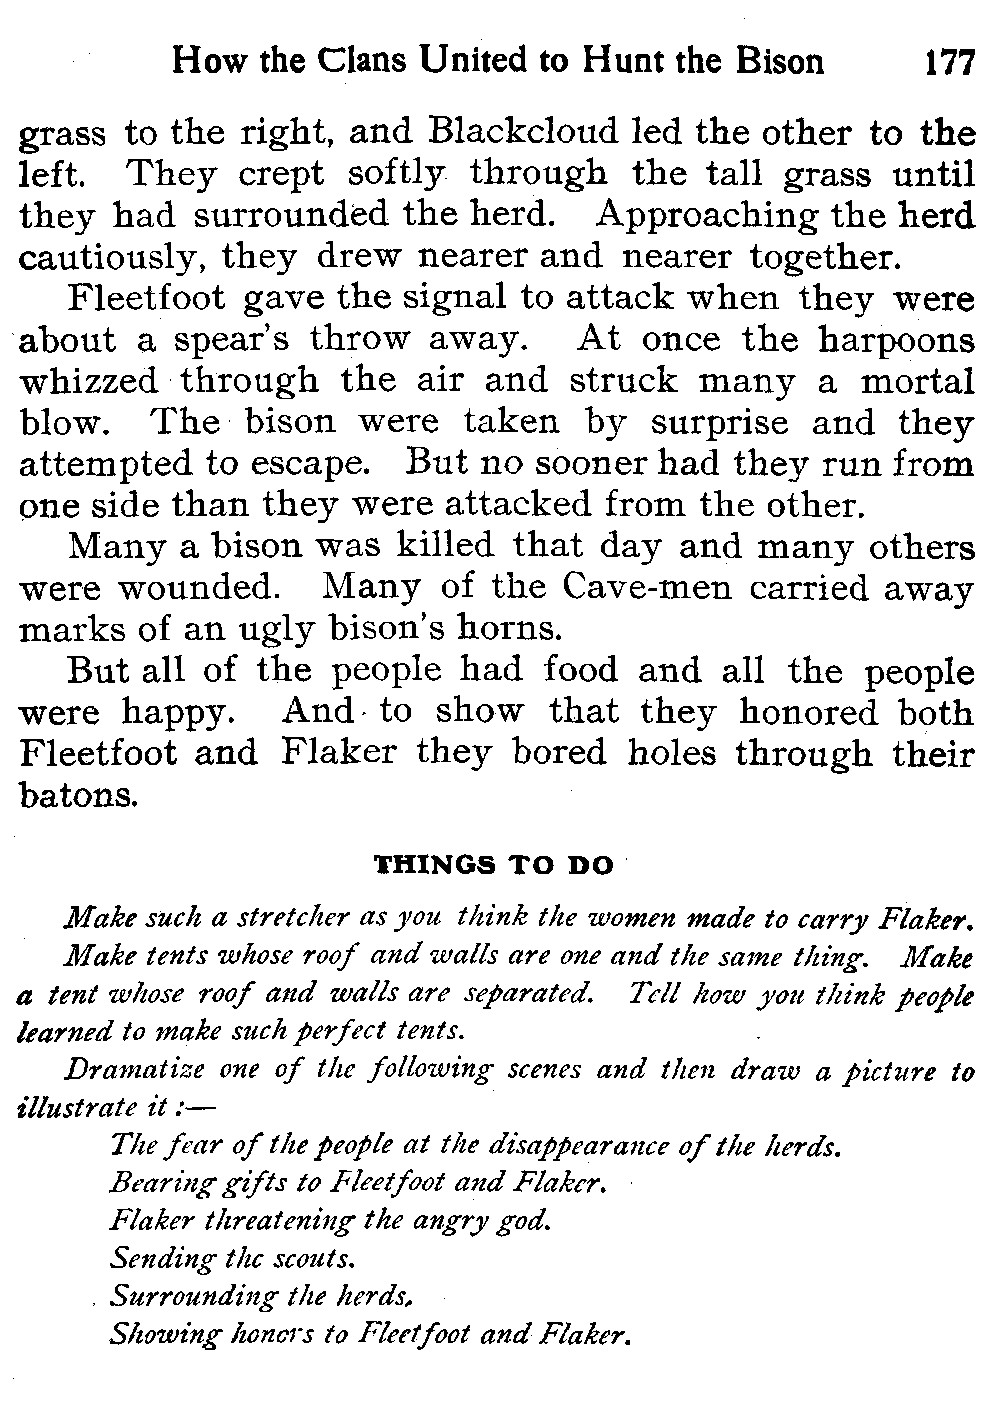 How the Clans United to Hunt the Bison 177
grass to the right, and Blackcloud led the other to the
left. They crept softly through the tall grass until
they had surrounded the herd. Approaching the herd
cautiously, they drew nearer and nearer together.
Fleetfoot gave the signal to attack when they were
about a spear's throw away. At once the harpoons
whizzed through the air and struck many a mortal
blow. The bison were taken by surprise and they
attempted to escape. But no sooner had they run from
one side than they were attacked from the other.
Many a bison was killed that day and many others
were wounded. Many of the Cave-men carried away
marks of an ugly bison's horns.
But all of the people had food and all the people
were happy. And to show that they honored both
Fleetfoot and Flaker they bored holes through their
batons.
THINGS TO DO
Make such a stretcher as you think the women made to carry Flaker.
Make tents whose roof and walls are one and the same thing. Make
a tent whose roof and walls are separated. Tell how you think people
learned to make such perfect tents.
Dramatize one of the following scenes and then draw a picture to
illustrate it :—
The fear of the people at the disappearance of the herds.
Bearing gifts to Fleetfoot and Flaker.
Flaker threatening the angry god.
Sending the scouts.
Surrounding the herds.
Showing honors to Fleetfoot and Flaker.